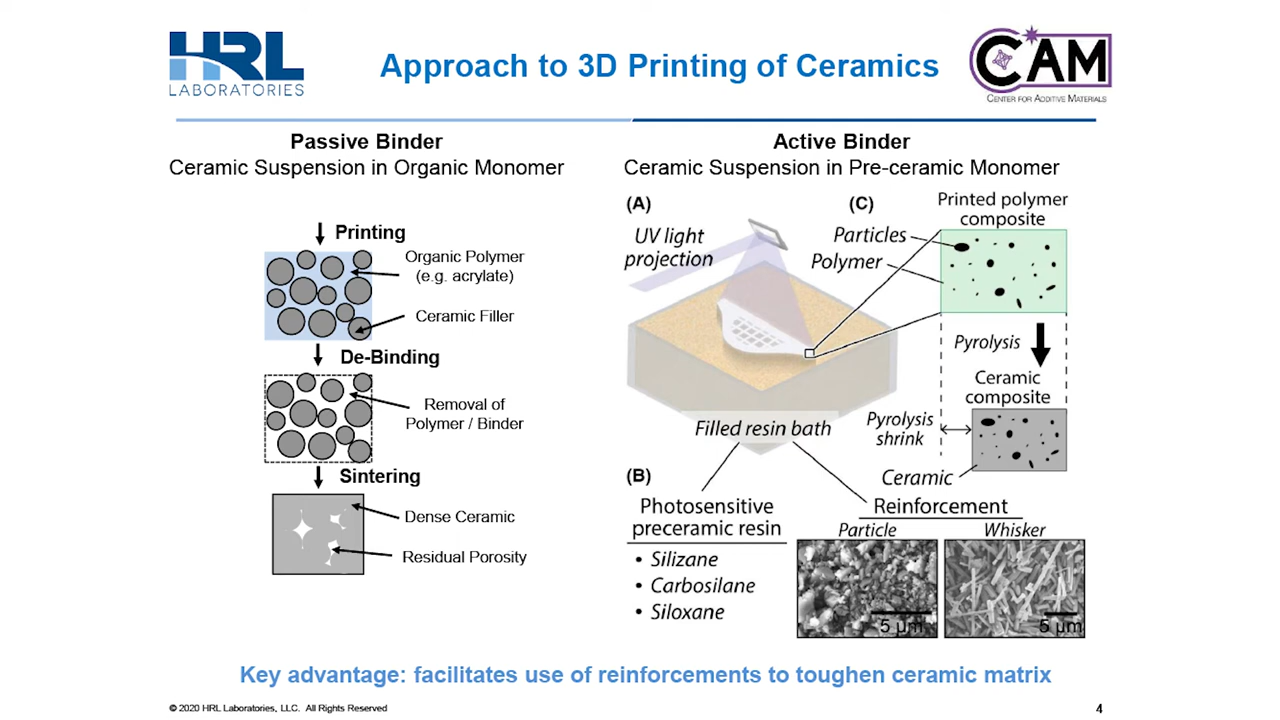 HRL
LABORATORIES
Approach to 3D Printing of Ceramics
CAM
CENTER FOR ADDITIVE MATERIALS
Passive Binder
Ceramic Suspension in Organic Monomer
Printing
Organic Polymer
(e.g. acrylate)
Ceramic Filler
De-Binding
Removal of
Polymer / Binder
Sintering
Dense Ceramic
Residual Porosity
Active Binder
Ceramic Suspension in Pre-ceramic Monomer
(A)
UV light
projection
Filled resin bath
(C)
Printed polymer
composite
Particles
Polymer
Pyrolysis
Ceramic
composite
Pyrolysis
shrink
Ceramic
(B)
Photosensitive
preceramic resin
• Silizane
• Carbosilane
• Siloxane
Reinforcement
Particle
Whisker
5 μm
5 μm
Key advantage: facilitates use of reinforcements to toughen ceramic matrix
© 2020 HRL Laboratories, LLC. All Rights Reserved
4